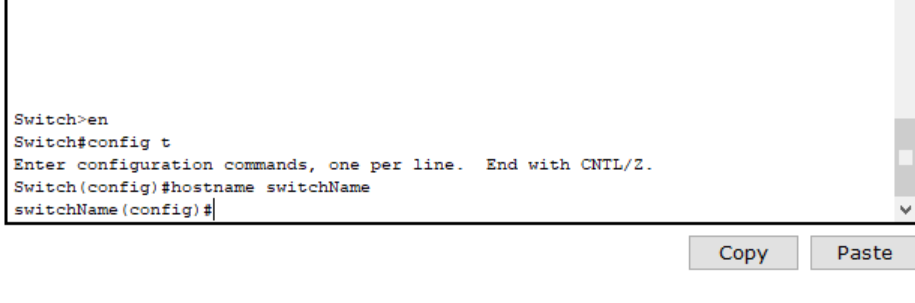 Switch>en
Switch#config t
Enter configuration commands, one per line.  End with CNTL/Z.
Switch(config)#hostname switchName
switchName(config)#
Copy Paste